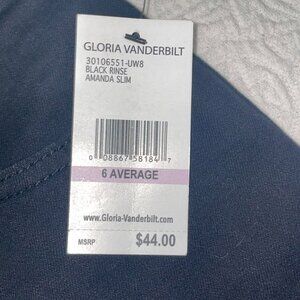 GLORIA VANDERBILT
30106551-UW8
BLACK RINSE
AMANDA SLIM
0 08867 58184 7
6 AVERAGE
www.Gloria-Vanderbilt.com
MSRP $44.00